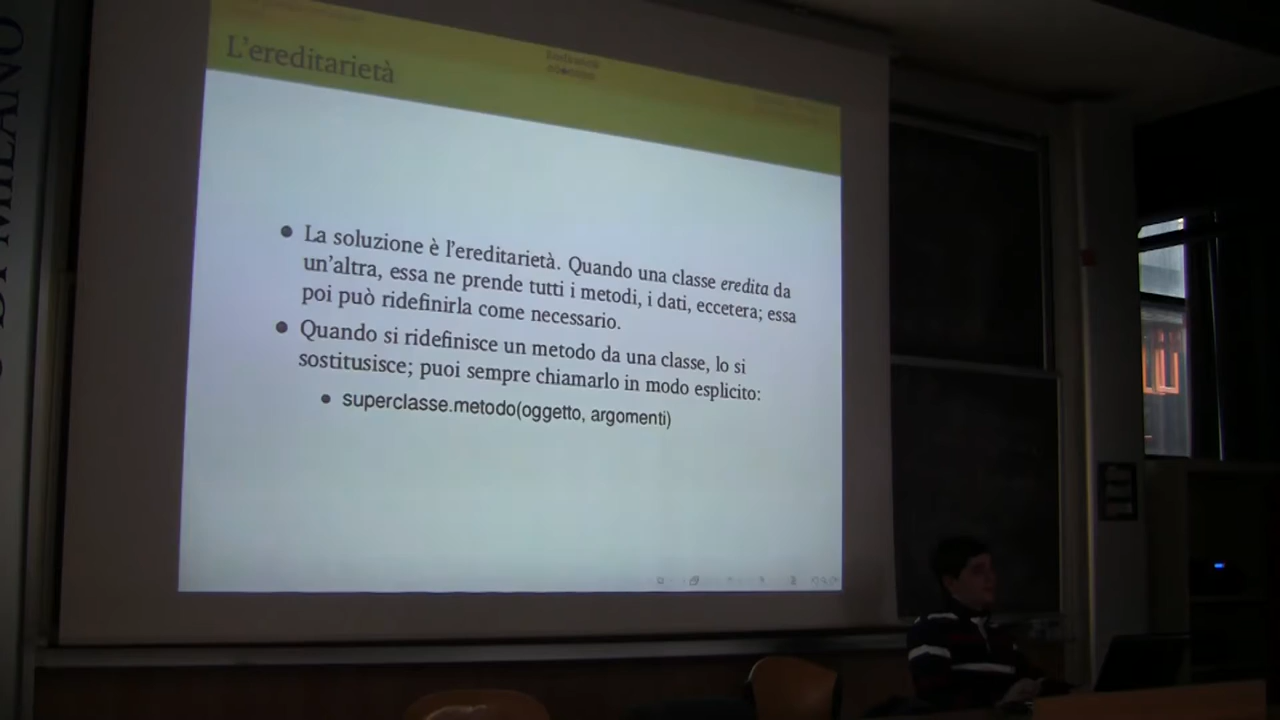 L'ereditarietà
DI MILANO
• La soluzione è l'ereditarietà. Quando una classe eredita da
un'altra, essa ne prende tutti i metodi, i dati, eccetera; essa
poi può ridefinirla come necessario.
• Quando si ridefinisce un metodo da una classe, lo si
sostitusisce; puoi sempre chiamarlo in modo esplicito:
• superclasse.metodo(oggetto, argomenti)